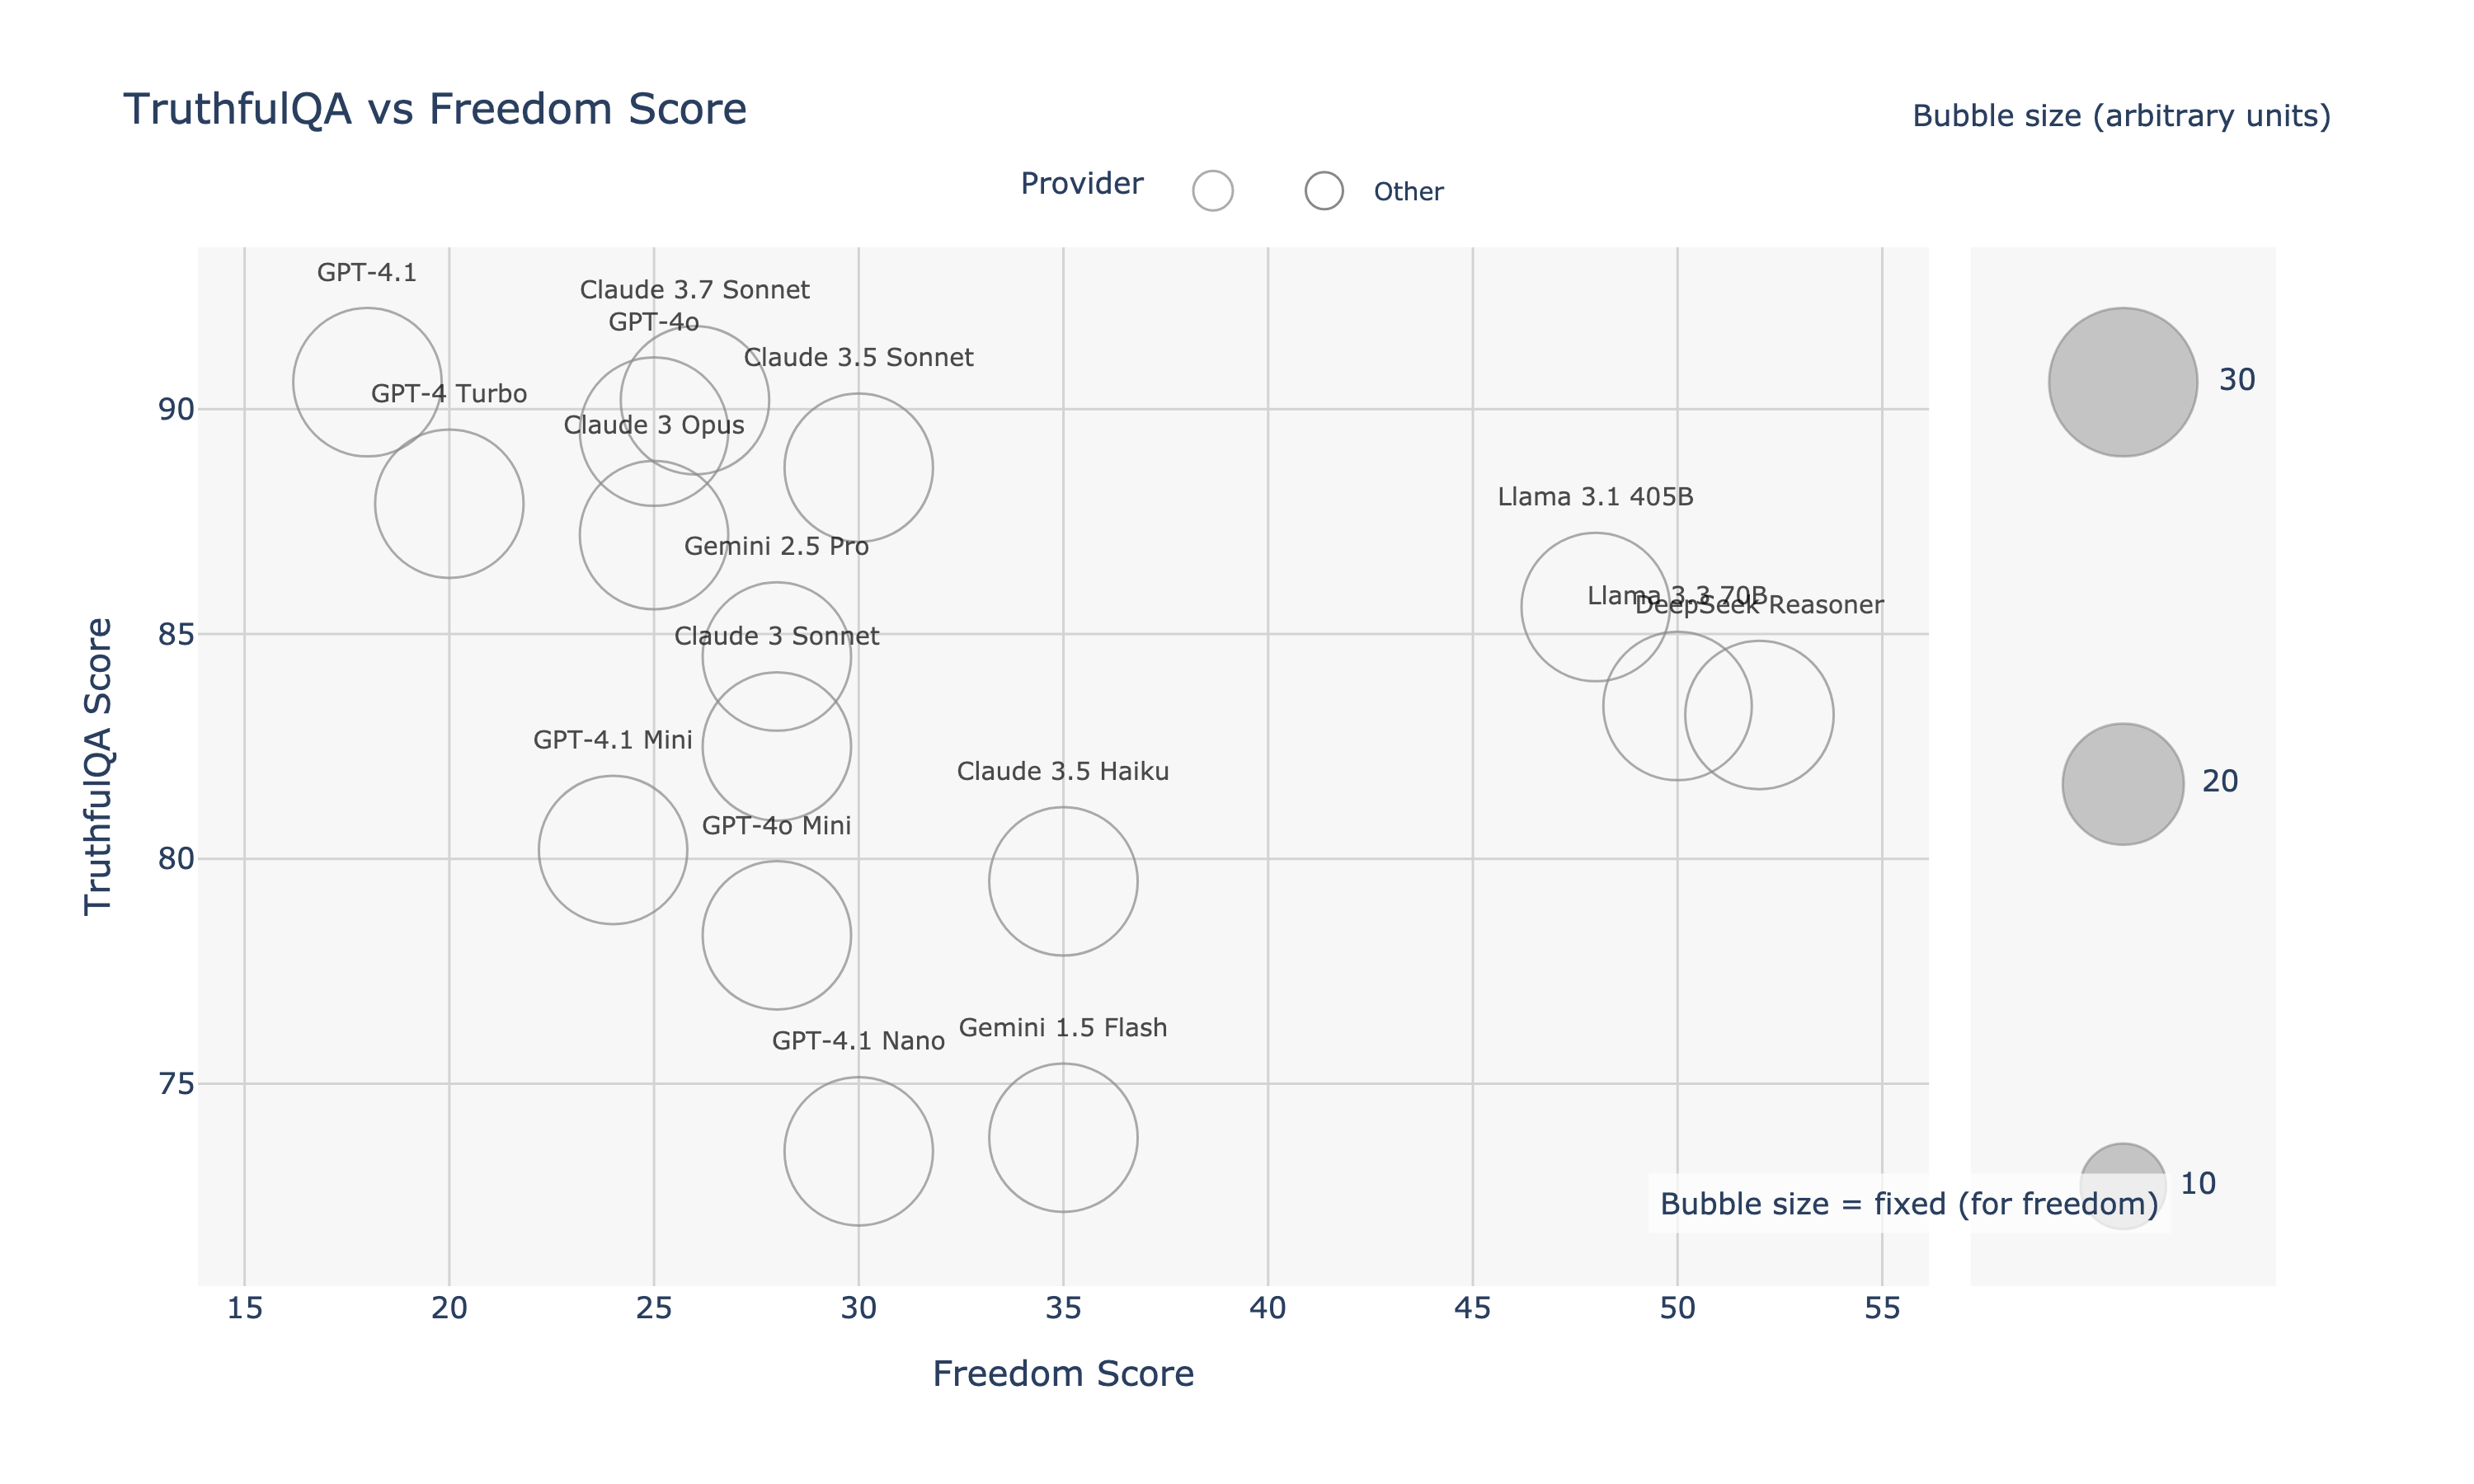 TruthfulQA vs Freedom Score
Bubble size (arbitrary units)
Provider
Other
GPT-4.1
Claude 3.7 Sonnet
GPT-4o
Claude 3.5 Sonnet
GPT-4 Turbo
Claude 3 Opus
Llama 3.1 405B
Gemini 2.5 Pro
Llama 3.3 70B
DeepSeek Reasoner
Claude 3 Sonnet
GPT-4.1 Mini
Claude 3.5 Haiku
GPT-4o Mini
Gemini 1.5 Flash
GPT-4.1 Nano
90
85
80
75
TruthfulQA Score
15 20 25 30 35 40 45 50 55
Freedom Score
30
20
10
Bubble size = fixed (for freedom)